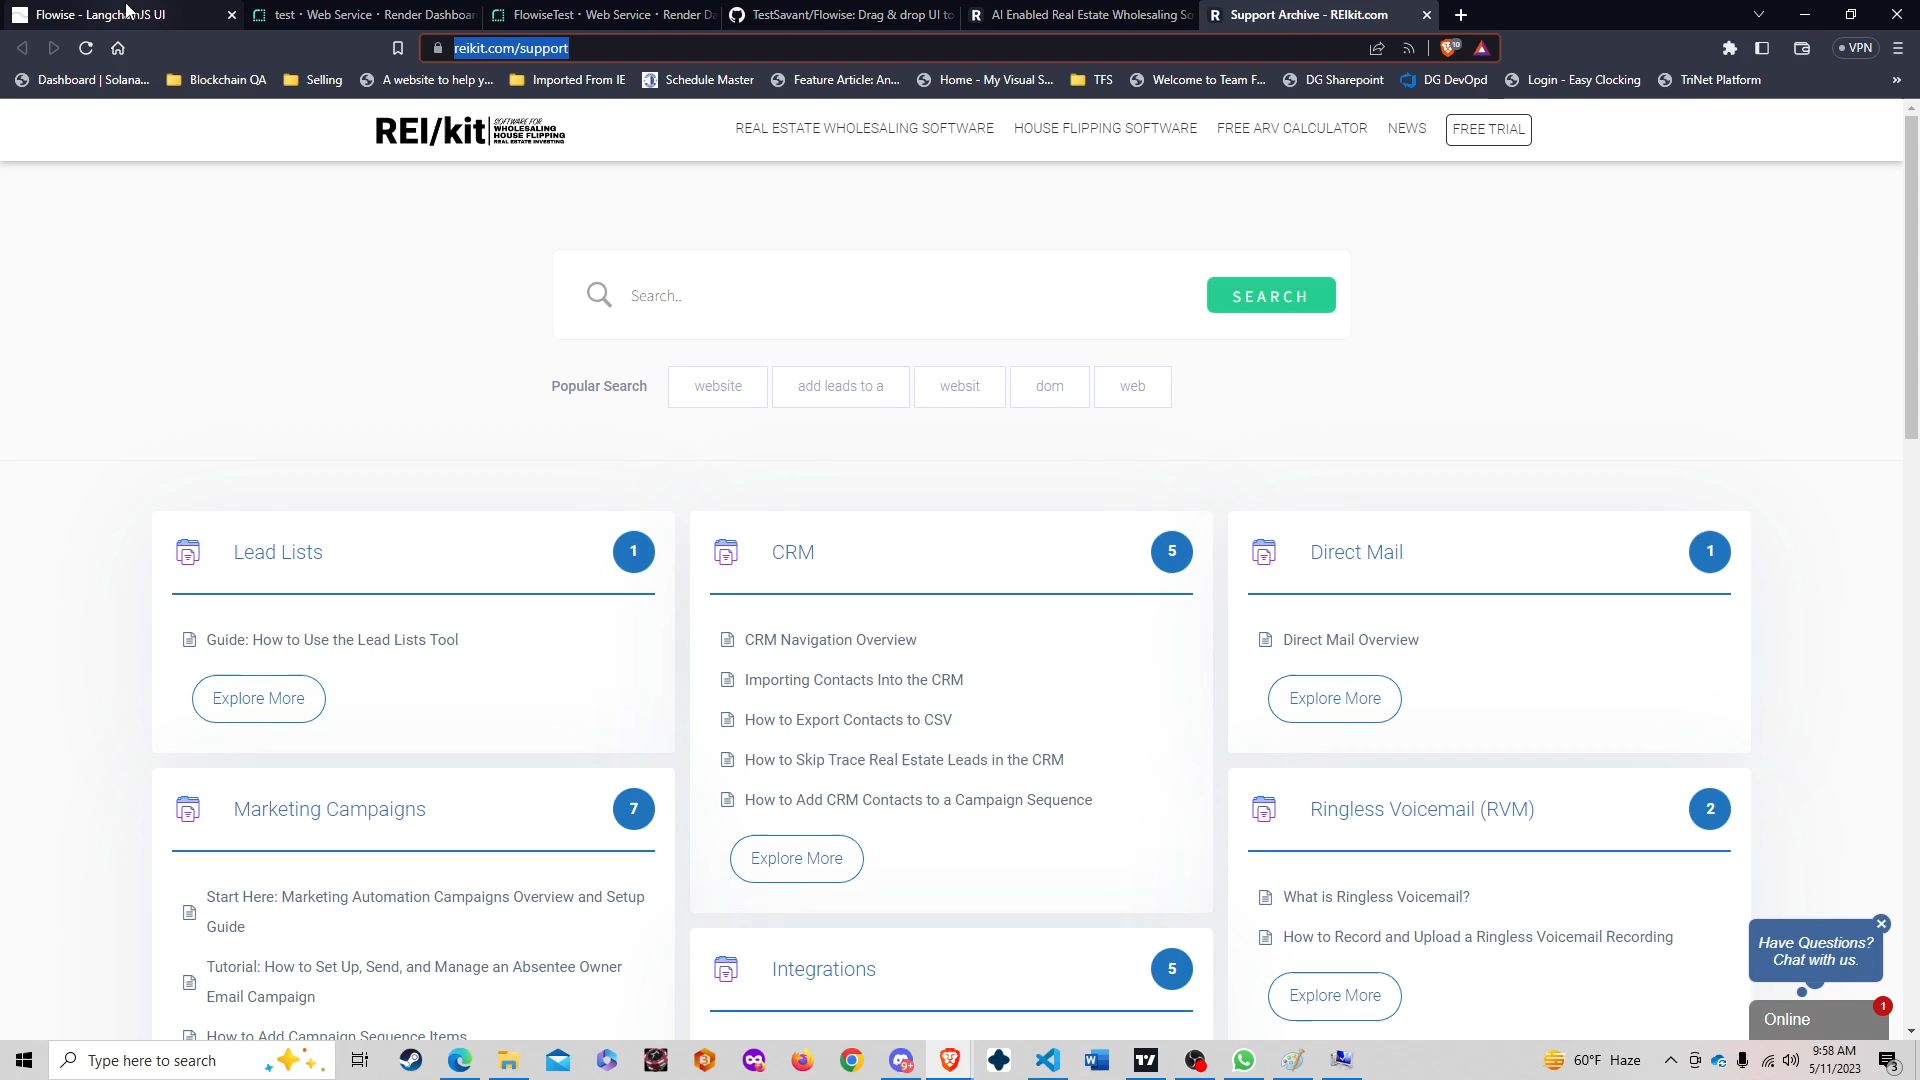 Flowise - LangchainJS UI
test · Web Service · Render Dashboar
FlowiseTest · Web Service · Render Da
TestSavant/Flowise: Drag & drop UI to
AI Enabled Real Estate Wholesaling So
Support Archive - REIkit.com
reikit.com/support
10
VPN
Dashboard | Solana...
Blockchain QA
Selling
A website to help y...
Imported From IE
Schedule Master
Feature Article: An...
Home - My Visual S...
TFS
Welcome to Team F...
DG Sharepoint
DG DevOpd
Login - Easy Clocking
TriNet Platform
REI/kit
SOFTWARE FOR
WHOLESALING
HOUSE FLIPPING
REAL ESTATE INVESTING
REAL ESTATE WHOLESALING SOFTWARE
HOUSE FLIPPING SOFTWARE
FREE ARV CALCULATOR
NEWS
FREE TRIAL
Search..
SEARCH
Popular Search
website
add leads to a
websit
dom
web
Lead Lists
1
Guide: How to Use the Lead Lists Tool
Explore More
CRM
5
CRM Navigation Overview
Importing Contacts Into the CRM
How to Export Contacts to CSV
How to Skip Trace Real Estate Leads in the CRM
How to Add CRM Contacts to a Campaign Sequence
Explore More
Direct Mail
1
Direct Mail Overview
Explore More
Marketing Campaigns
7
Start Here: Marketing Automation Campaigns Overview and Setup
Guide
Tutorial: How to Set Up, Send, and Manage an Absentee Owner
Email Campaign
How to Add Campaign Sequence Items
Integrations
5
Ringless Voicemail (RVM)
2
What is Ringless Voicemail?
How to Record and Upload a Ringless Voicemail Recording
Explore More
Have Questions?
Chat with us.
Online
1
Type here to search
9+
60°F Haze
9:58 AM
5/11/2023
3